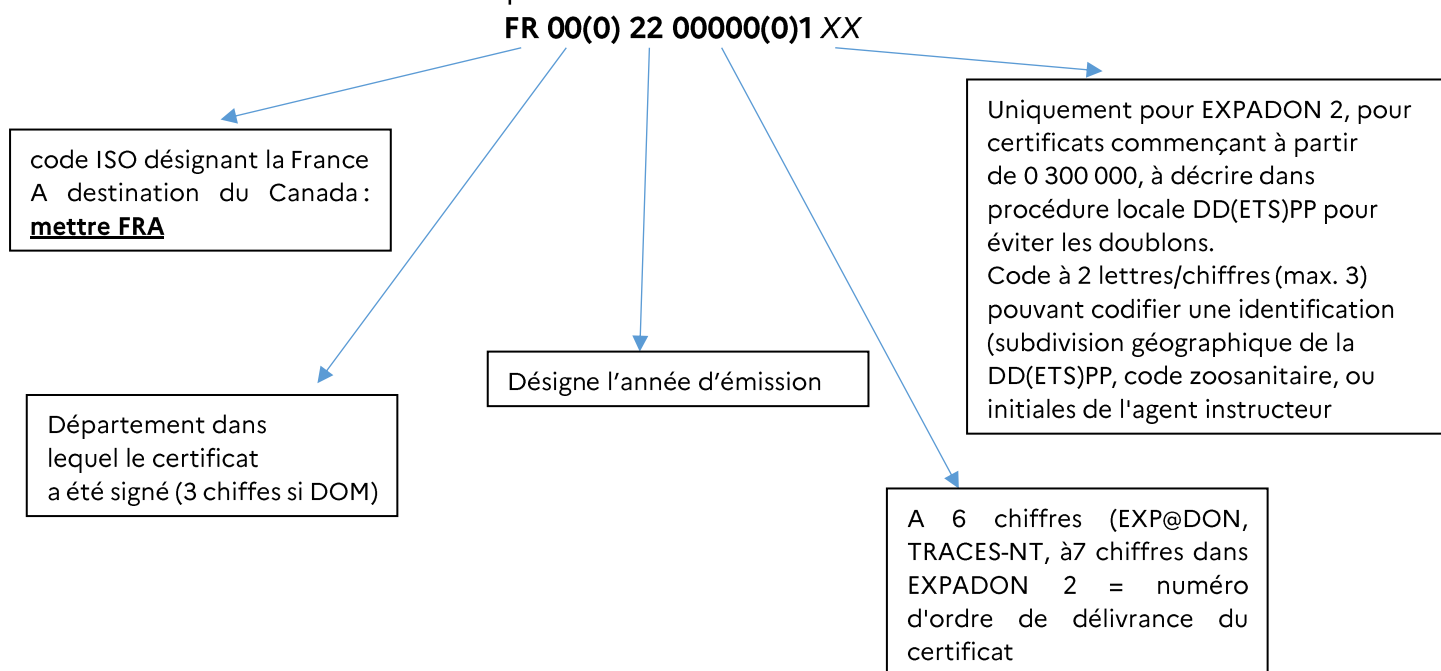 FR 00(0) 22 00000(0)1 XX
code ISO désignant la France
A destination du Canada :
mettre FRA
Uniquement pour EXPADON 2, pour
certificats commençant à partir
de 0 300 000, à décrire dans
procédure locale DD(ETS)PP pour
éviter les doublons.
Code à 2 lettres/chiffres (max. 3)
pouvant codifier une identification
(subdivision géographique de la
DD(ETS)PP, code zoosanitaire, ou
initiales de l'agent instructeur
Désigne l’année d’émission
Département dans
lequel le certificat
a été signé (3 chiffes si DOM)
A 6 chiffres (EXP@DON,
TRACES-NT, à7 chiffres dans
EXPADON 2 = numéro
d'ordre de délivrance du
certificat